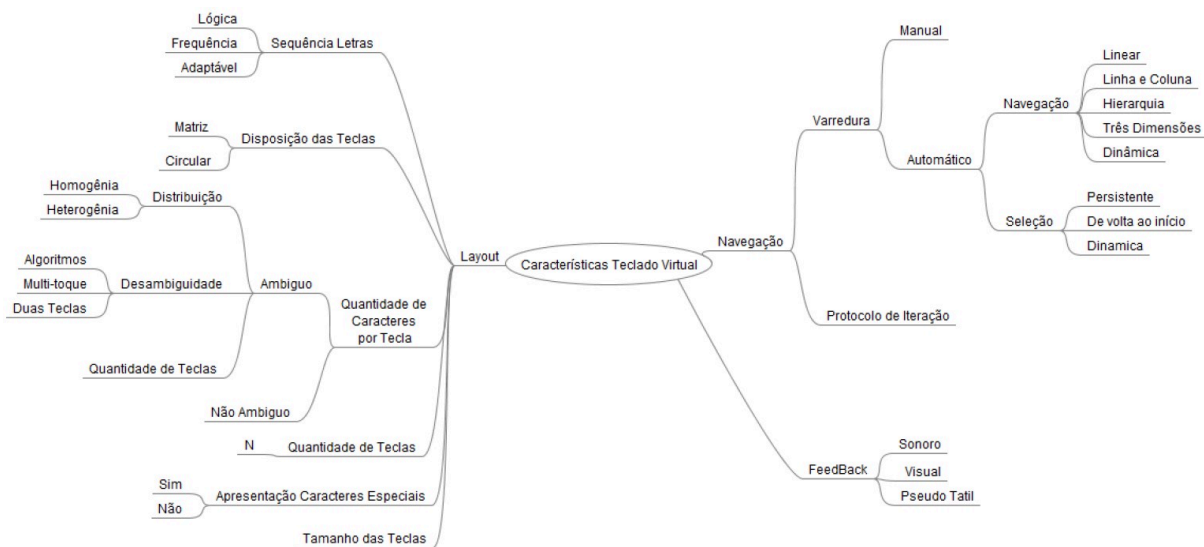 Características Teclado Virtual
Layout
Sequência Letras
Lógica
Frequência
Adaptável
Disposição das Teclas
Matriz
Circular
Quantidade de
Caracteres
por Tecla
Ambiguo
Distribuição
Homogênia
Heterogênia
Desambiguidade
Algoritmos
Multi-toque
Duas Teclas
Quantidade de Teclas
Não Ambiguo
Quantidade de Teclas
N
Apresentação Caracteres Especiais
Sim
Não
Tamanho das Teclas
Navegação
Varredura
Manual
Automático
Navegação
Linear
Linha e Coluna
Hierarquia
Três Dimensões
Dinâmica
Seleção
Persistente
De volta ao início
Dinamica
Protocolo de Iteração
FeedBack
Sonoro
Visual
Pseudo Tatil